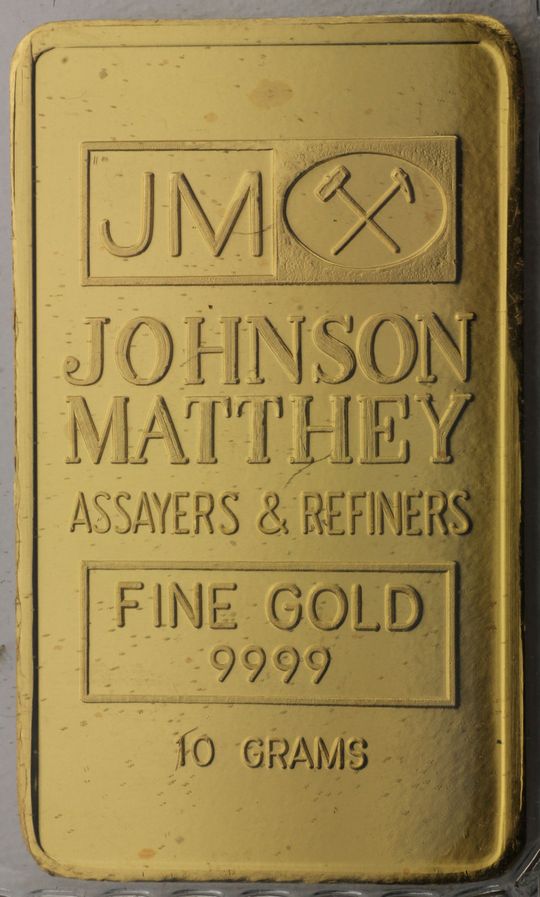 JM
JOHNSON
MATTHEY
ASSAYERS & REFINERS
FINE GOLD
9999
10 GRAMS